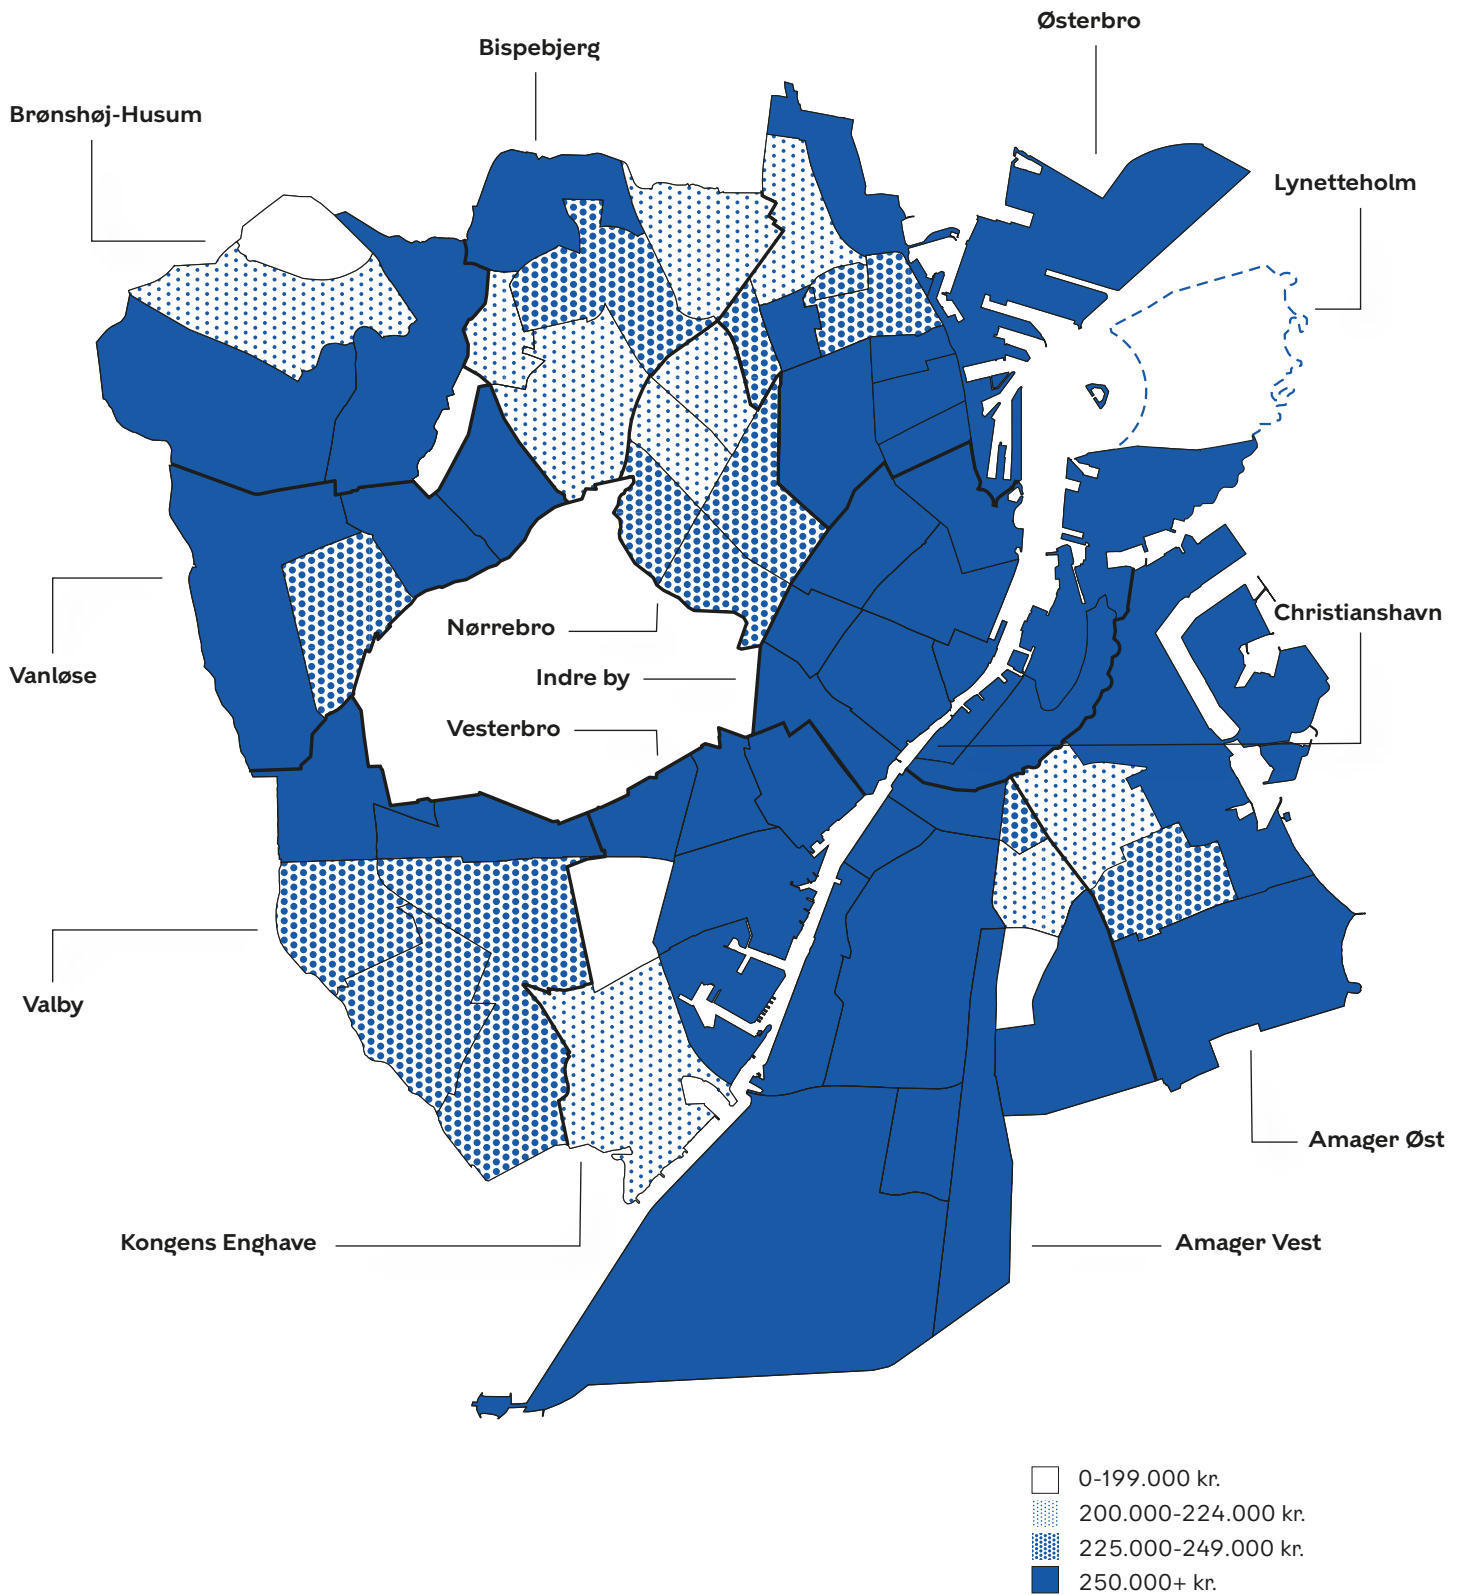 Østerbro
Bispebjerg
Brønshøj-Husum
Lynetteholm
Christianshavn
Nørrebro
Vanløse
Indre by
Vesterbro
Valby
Amager Øst
Kongens Enghave
Amager Vest
0-199.000 kr.
200.000-224.000 kr.
225.000-249.000 kr.
250.000+ kr.